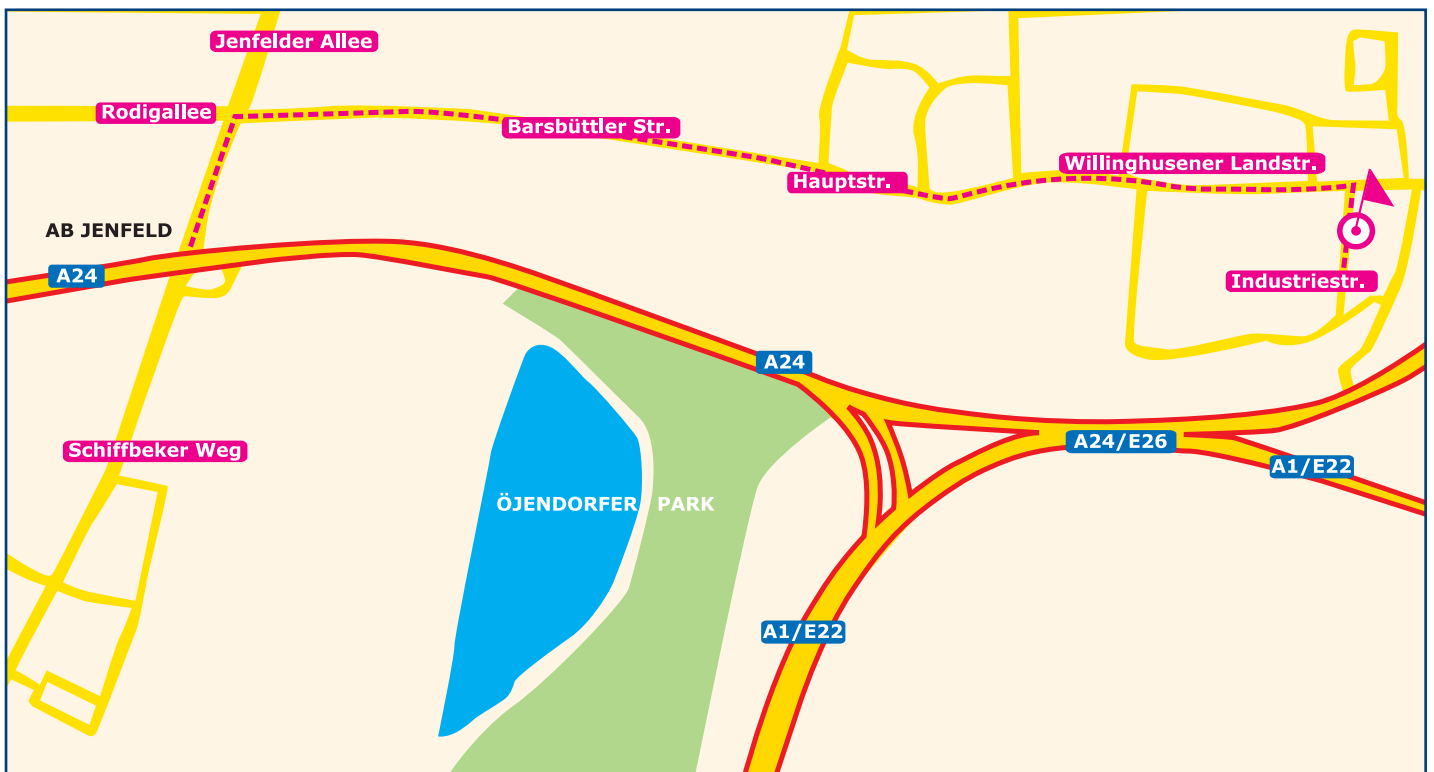 Jenfelder Allee
Rodigallee
Barsbüttler Str.
Hauptstr.
Willinghusener Landstr.
AB JENFELD
A24
Industriestr.
A24
A24/E26
A1/E22
Schiffbeker Weg
ÖJENDORFER PARK
A1/E22